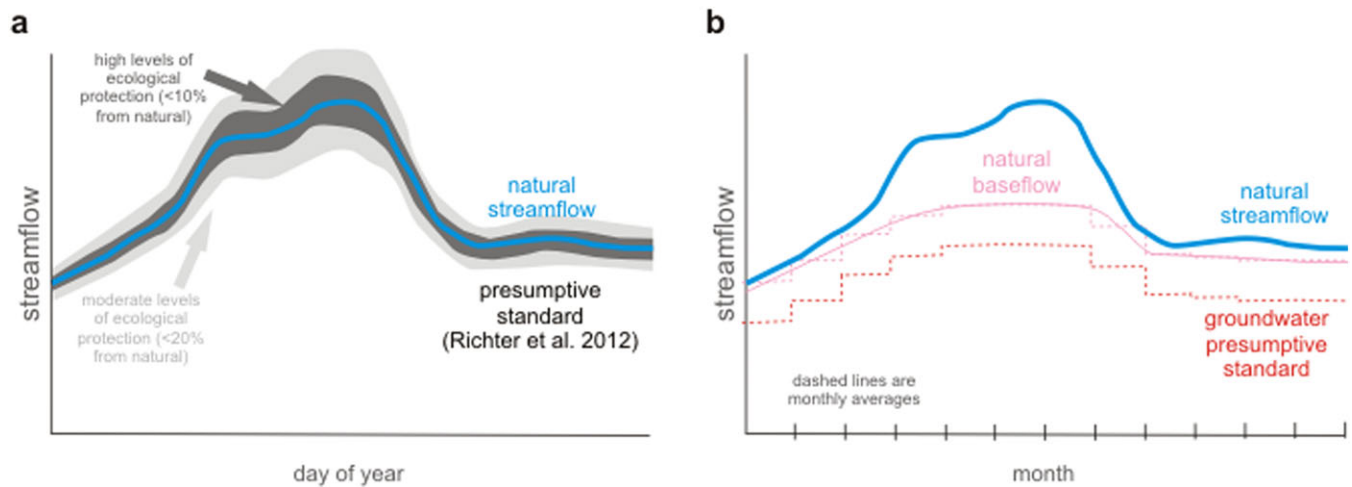 a
high levels of
ecological
protection (<10%
from natural)
natural
streamflow
streamflow
moderate levels
of ecological
protection (<20%
from natural)
presumptive
standard
(Richter et al. 2012)
day of year
b
natural
baseflow
natural
streamflow
streamflow
groundwater
presumptive
standard
dashed lines are
monthly averages
month